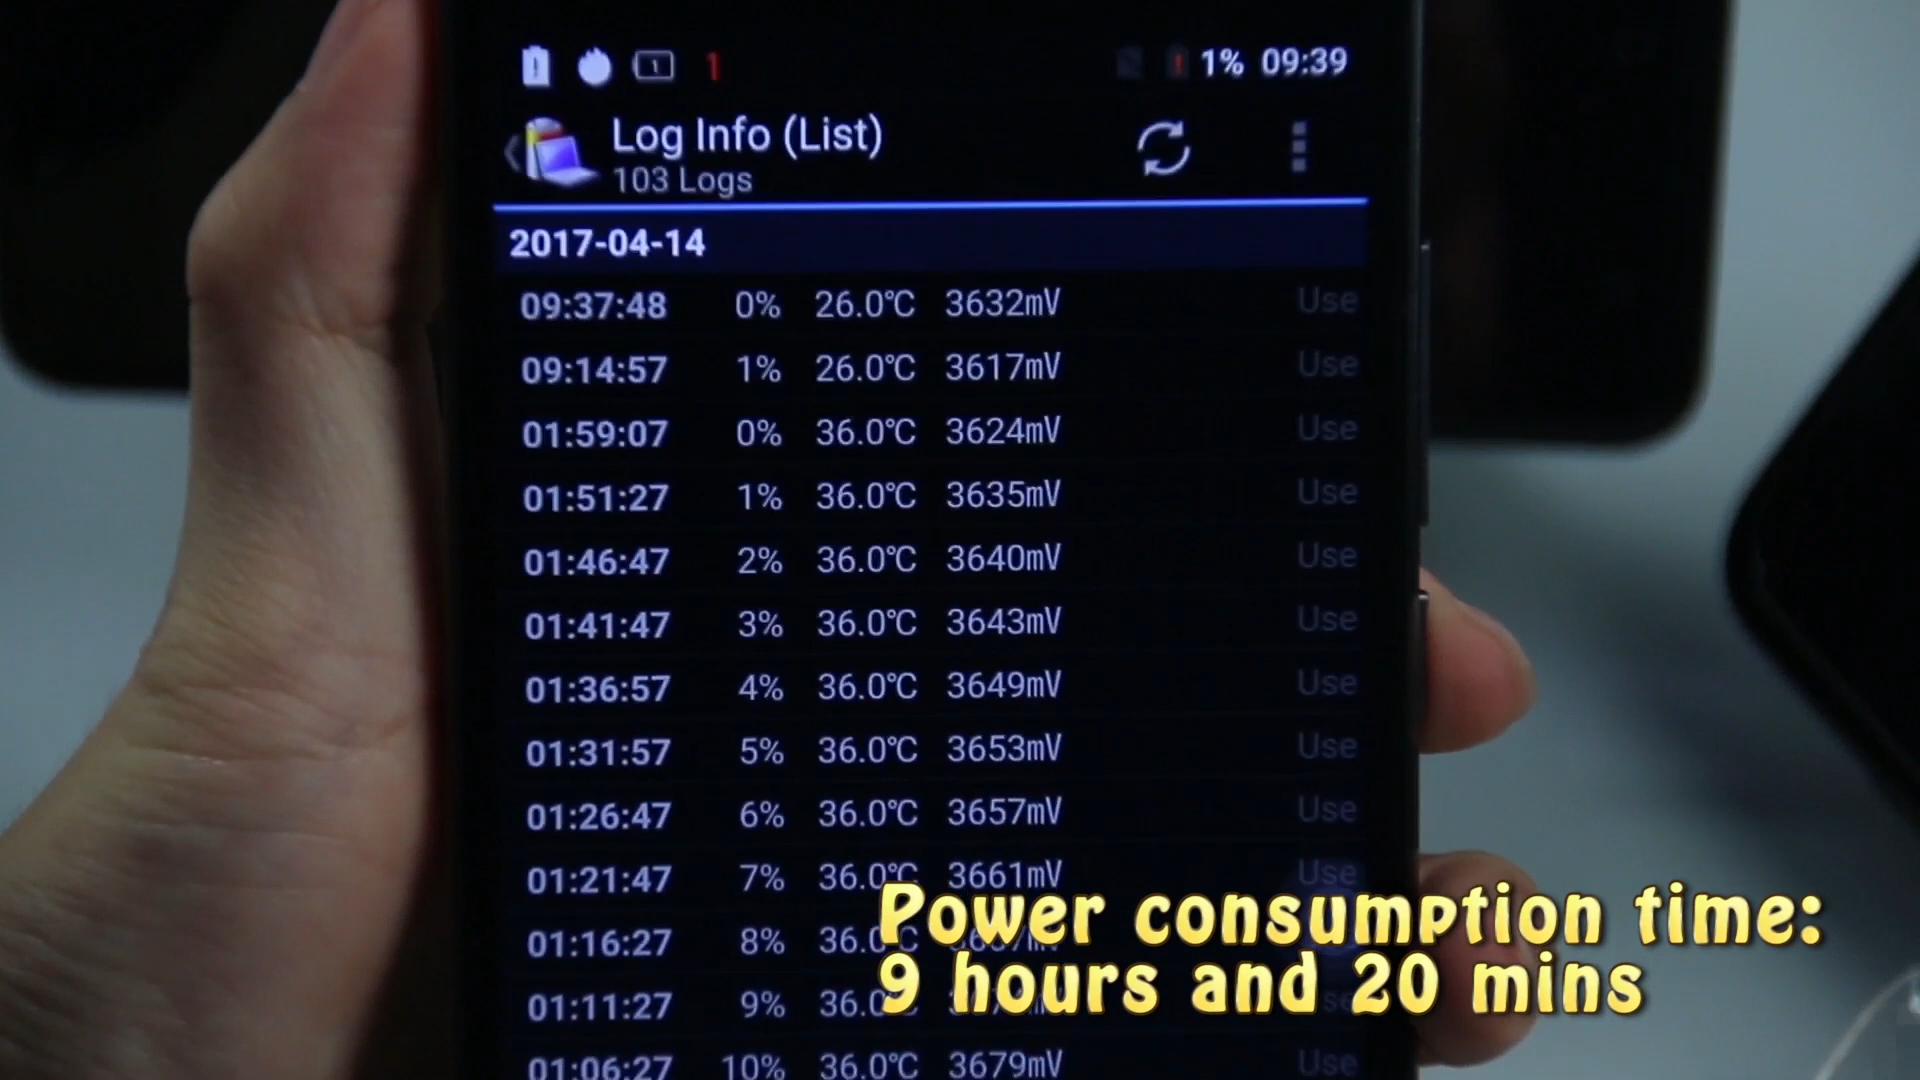 1 1 1% 09:39
Log Info (List)
103 Logs
2017-04-14
09:37:48 0% 26.0℃ 3632mV Use
09:14:57 1% 26.0℃ 3617mV Use
01:59:07 0% 36.0℃ 3624mV Use
01:51:27 1% 36.0℃ 3635mV Use
01:46:47 2% 36.0℃ 3640mV Use
01:41:47 3% 36.0℃ 3643mV Use
01:36:57 4% 36.0℃ 3649mV Use
01:31:57 5% 36.0℃ 3653mV Use
01:26:47 6% 36.0℃ 3657mV Use
01:21:47 7% 36.0℃ 3661mV Use
01:16:27 8%
01:11:27 9%
01:06:27 10% 36.0℃ 3679mV Use
Power consumption time:
9 hours and 20 mins